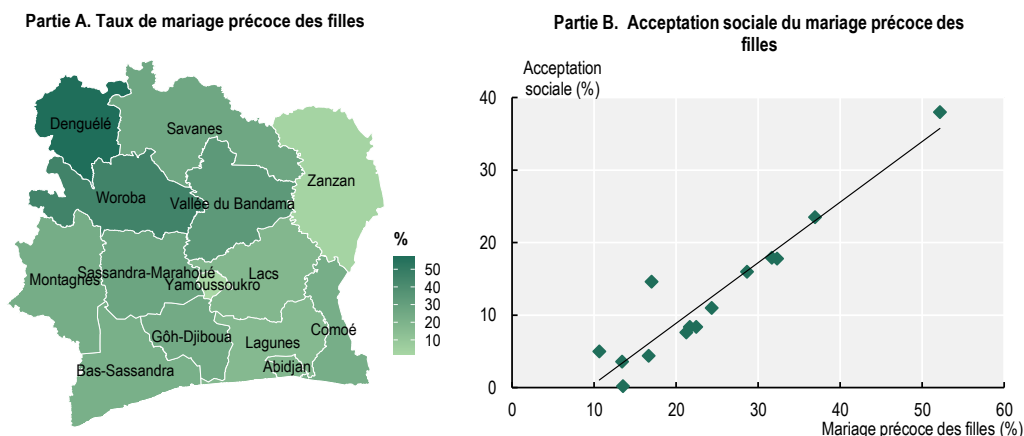 Partie A. Taux de mariage précoce des filles
Denguélé
Savanes
Zanzan
Woroba
Vallée du Bandama
Montagnes
Sassandra-Marahoué
Yamoussoukro
Lacs
Gôh-Djiboua
Lagunes
Comoé
Bas-Sassandra
Abidjan
%
50
40
30
20
10
Partie B. Acceptation sociale du mariage précoce des
filles
Acceptation
sociale (%)
40
30
20
10
0
0 10 20 30 40 50 60
Mariage précoce des filles (%)